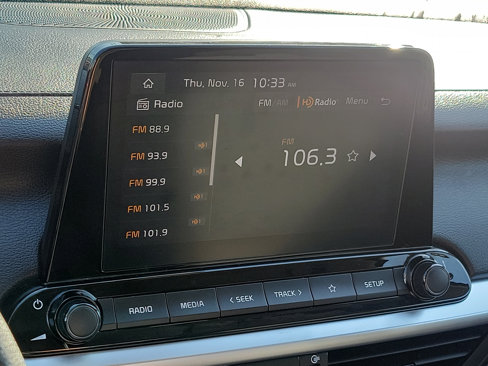 Thu, Nov. 16 10:33 AM
Radio FM/AM HD Radio Menu
FM 88.9
FM 93.9
FM 99.9
FM 101.5
FM 101.9
FM
106.3
RADIO MEDIA < SEEK TRACK > SETUP